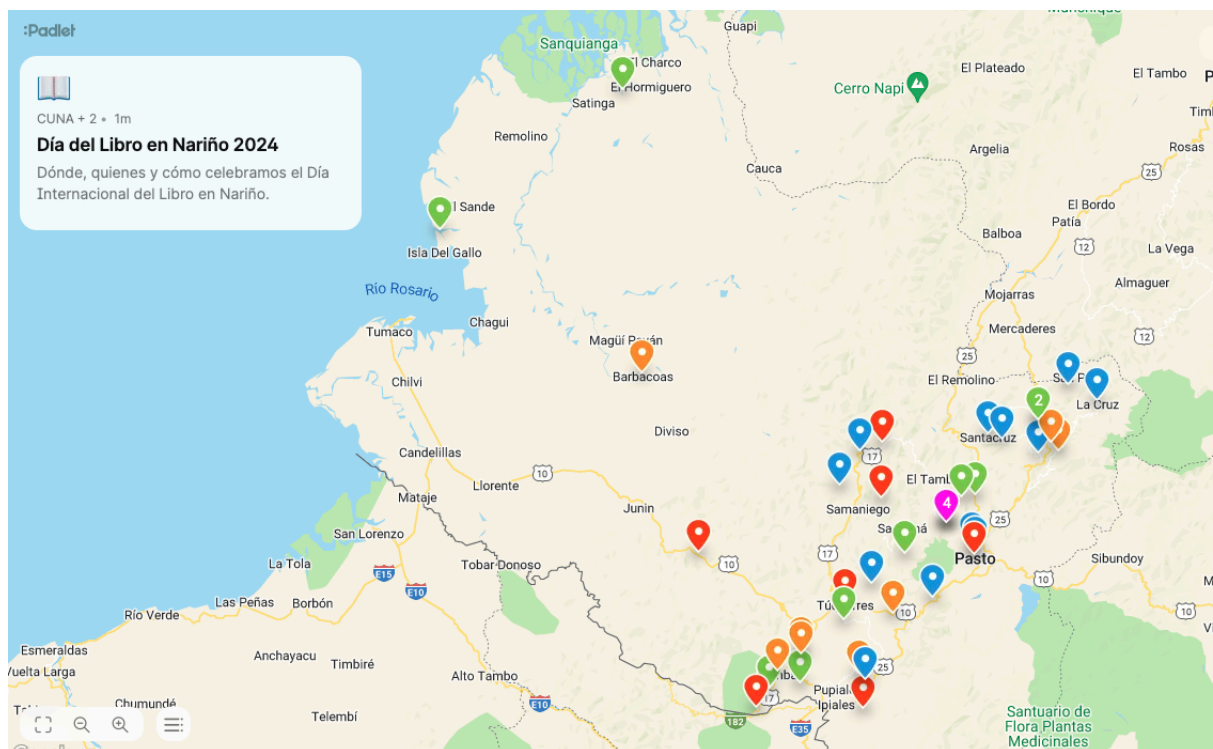 :Padlet
CUNA + 2 • 1m
Día del Libro en Nariño 2024
Dónde, quienes y cómo celebramos el Día
Internacional del Libro en Nariño.
Guapi
Sanquianga
El Charco
El Hormiguero
Satinga
Remolino
Cerro Napi
El Plateado
El Tambo
Rosas
Argelia
25
Cauca
El Bordo
Patía
Balboa
12
La Vega
Almaguer
Isla Del Gallo
Río Rosario
Mojarras
Chagui
Tumaco
Mercaderes
12
Magüí Payán
25
Barbacoas
Chilvi
El Remolino
La Cruz
2
Diviso
Santacruz
17
Candelillas
10
Llorente
Mataje
Junin
Samaniego
4
25
San Lorenzo
Pasto
La Tola
Tobar-Donoso
10
17
Sibundoy
10
E15
E10
Las Peñas
Borbón
Río Verde
10
Esmeraldas
Anchayacu
Timbiré
Vuelta Larga
Alto Tambo
25
Chumundé
Telembí
E10
17
182
E35
Santuario de
Flora Plantas
Medicinales